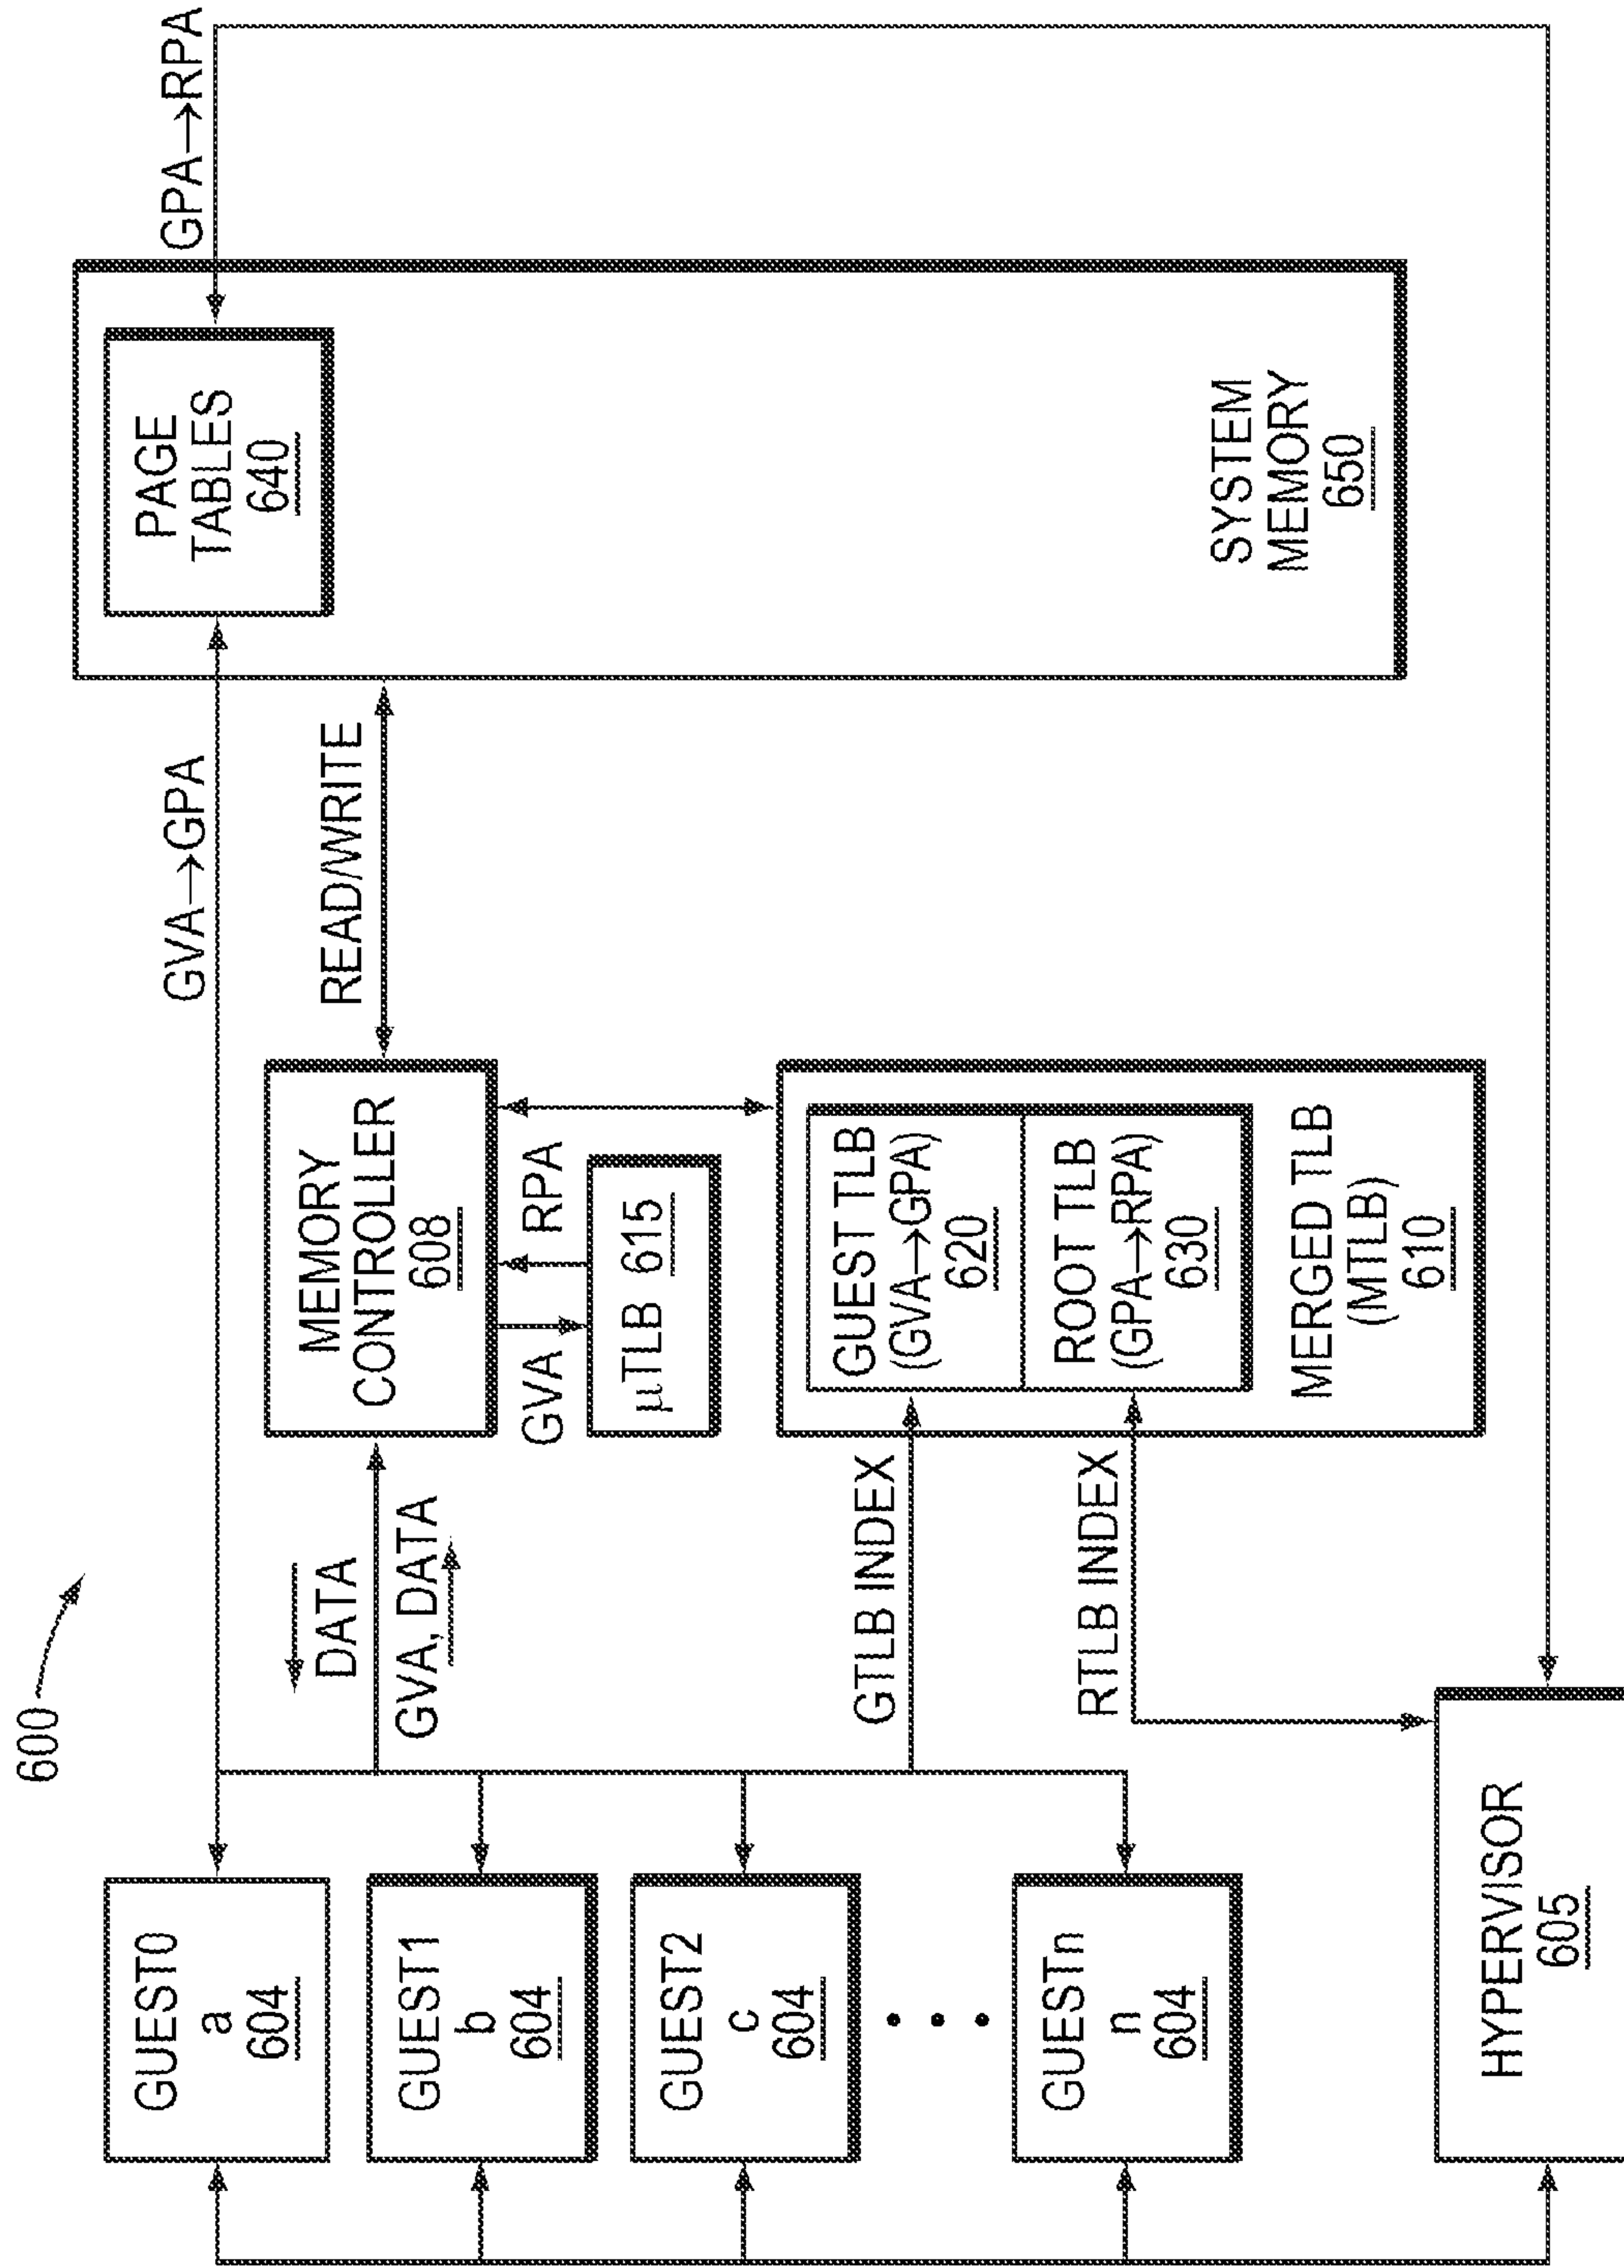 600
GUEST0
a
604
GUEST1
b
604
GUEST2
c
604
• • •
GUESTn
n
604
HYPERVISOR
605
DATA
GVA, DATA
GTLB INDEX
RTLB INDEX
MEMORY
CONTROLLER
608
GVA
RPA
µTLB 615
GUEST TLB
(GVA→GPA)
620
ROOT TLB
(GPA→RPA)
630
MERGED TLB
(MTLB)
610
GVA→GPA
READ/WRITE
PAGE
TABLES
640
SYSTEM
MEMORY
650
GPA→RPA